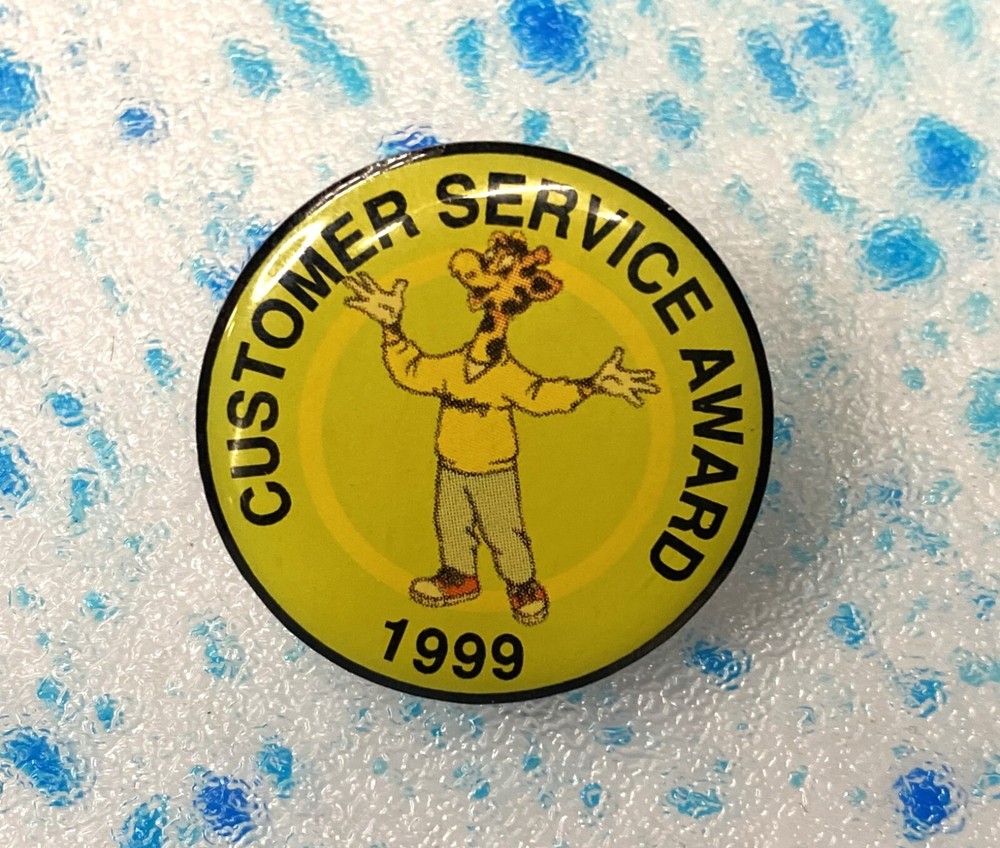 CUSTOMER SERVICE AWARD
1999